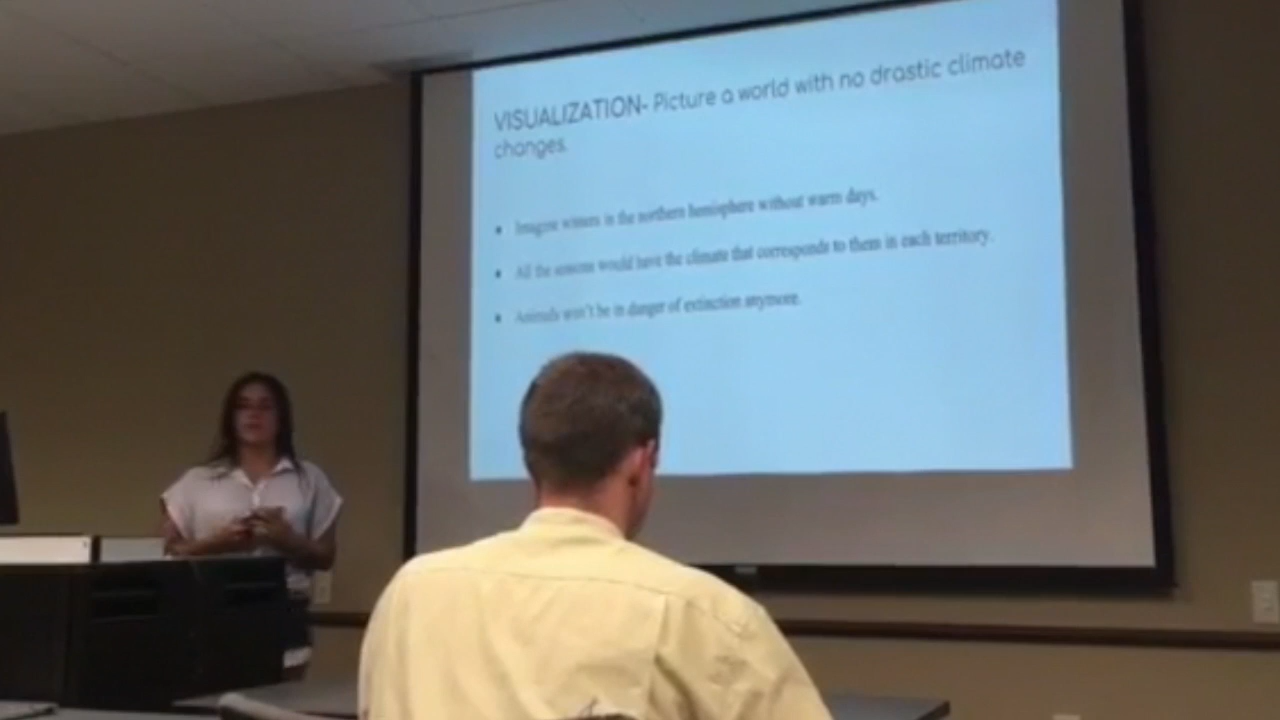 VISUALIZATION- Picture a world with no drastic climate
changes.
Imagine winters in the northern hemisphere without warm days.
All the seasons would have the climate that corresponds to them in each territory.
Animals won't be in danger of extinction anymore.